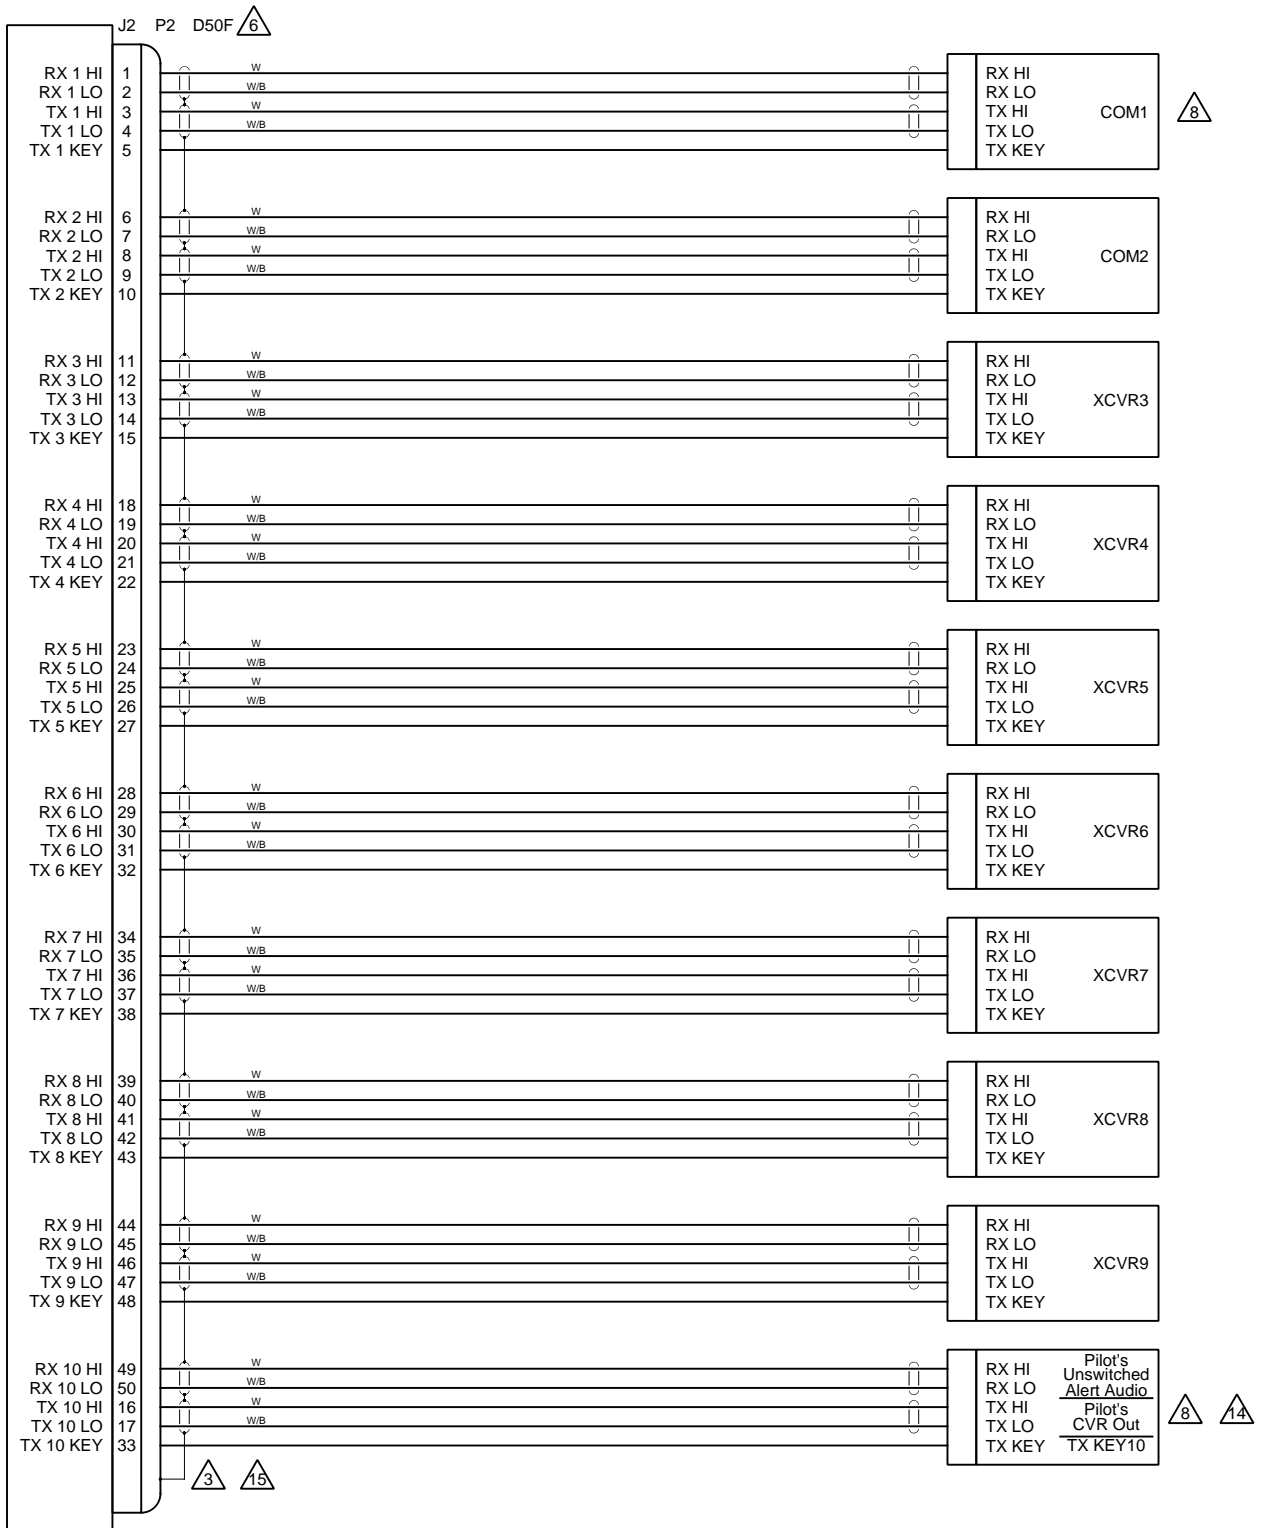 J2 P2 D50F 6
RX 1 HI 1 W RX HI
RX 1 LO 2 W/B RX LO
TX 1 HI 3 W TX HI COM1 8
TX 1 LO 4 W/B TX LO
TX 1 KEY 5 TX KEY
RX 2 HI 6 W RX HI
RX 2 LO 7 W/B RX LO
TX 2 HI 8 W TX HI COM2
TX 2 LO 9 W/B TX LO
TX 2 KEY 10 TX KEY
RX 3 HI 11 W RX HI
RX 3 LO 12 W/B RX LO
TX 3 HI 13 W TX HI XCVR3
TX 3 LO 14 W/B TX LO
TX 3 KEY 15 TX KEY
RX 4 HI 18 W RX HI
RX 4 LO 19 W/B RX LO
TX 4 HI 20 W TX HI XCVR4
TX 4 LO 21 W/B TX LO
TX 4 KEY 22 TX KEY
RX 5 HI 23 W RX HI
RX 5 LO 24 W/B RX LO
TX 5 HI 25 W TX HI XCVR5
TX 5 LO 26 W/B TX LO
TX 5 KEY 27 TX KEY
RX 6 HI 28 W RX HI
RX 6 LO 29 W/B RX LO
TX 6 HI 30 W TX HI XCVR6
TX 6 LO 31 W/B TX LO
TX 6 KEY 32 TX KEY
RX 7 HI 34 W RX HI
RX 7 LO 35 W/B RX LO
TX 7 HI 36 W TX HI XCVR7
TX 7 LO 37 W/B TX LO
TX 7 KEY 38 TX KEY
RX 8 HI 39 W RX HI
RX 8 LO 40 W/B RX LO
TX 8 HI 41 W TX HI XCVR8
TX 8 LO 42 W/B TX LO
TX 8 KEY 43 TX KEY
RX 9 HI 44 W RX HI
RX 9 LO 45 W/B RX LO
TX 9 HI 46 W TX HI XCVR9
TX 9 LO 47 W/B TX LO
TX 9 KEY 48 TX KEY
RX 10 HI 49 W RX HI Pilot's
Unswitched
RX 10 LO 50 W/B RX LO Alert Audio
TX 10 HI 16 W TX HI Pilot's 8 14
TX 10 LO 17 W/B TX LO CVR Out
TX 10 KEY 33 TX KEY TX KEY10
3 15